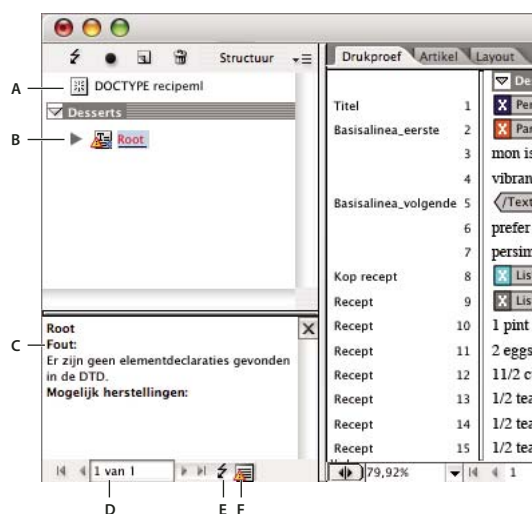 Structuur
Drukproef Artikel Layout
A
DOCTYPE recipeml
Desserts
B
Root
Titel 1
Basisalinea_eerste 2
3 mon is
4 vibran
Basisalinea_volgende 5 /Text
6 prefer
7 persim
Kop recept 8 Lis
Recept 9 Lis
Recept 10 1 pint
Recept 11 2 eggs
Recept 12 11/2 c
Recept 13 1/2 tea
Recept 14 1/2 tea
Recept 15 1/2 tea
Root
C
Fout:
Er zijn geen elementdeclaraties gevonden
in de DTD.
Mogelijk herstellingen:
1 van 1
79,92% 1
D E F